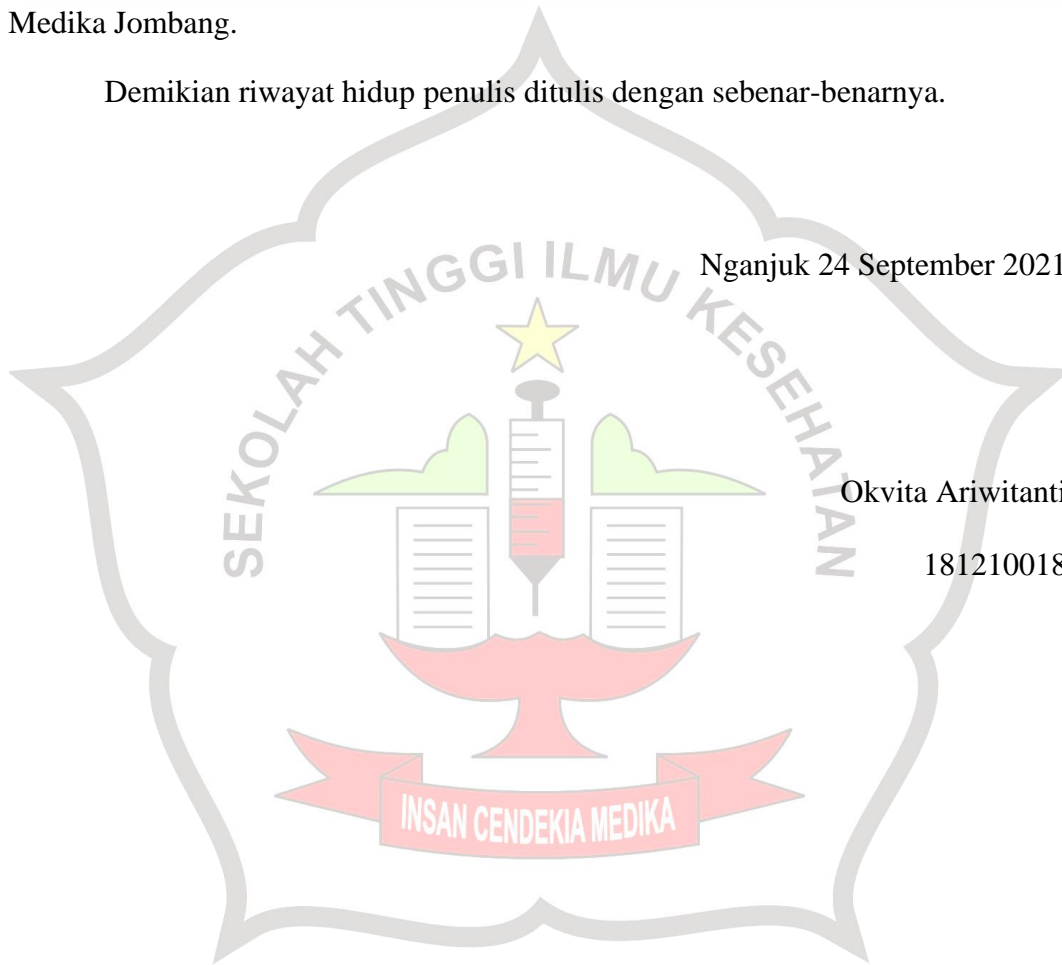 Medika Jombang.
Demikian riwayat hidup penulis ditulis dengan sebenar-benarnya.
Nganjuk 24 September 2021
SEKOLAH TINGGI ILMU KESEHATAN
Okvita Ariwitanti
181210018
INSAN CENDEKIA MEDIKA